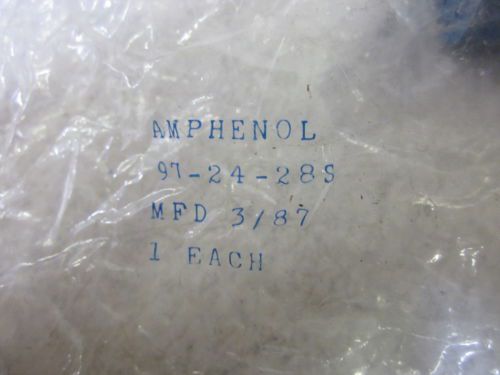 AMPHENOL
97-24-28S
MFD 3/87
1 EACH